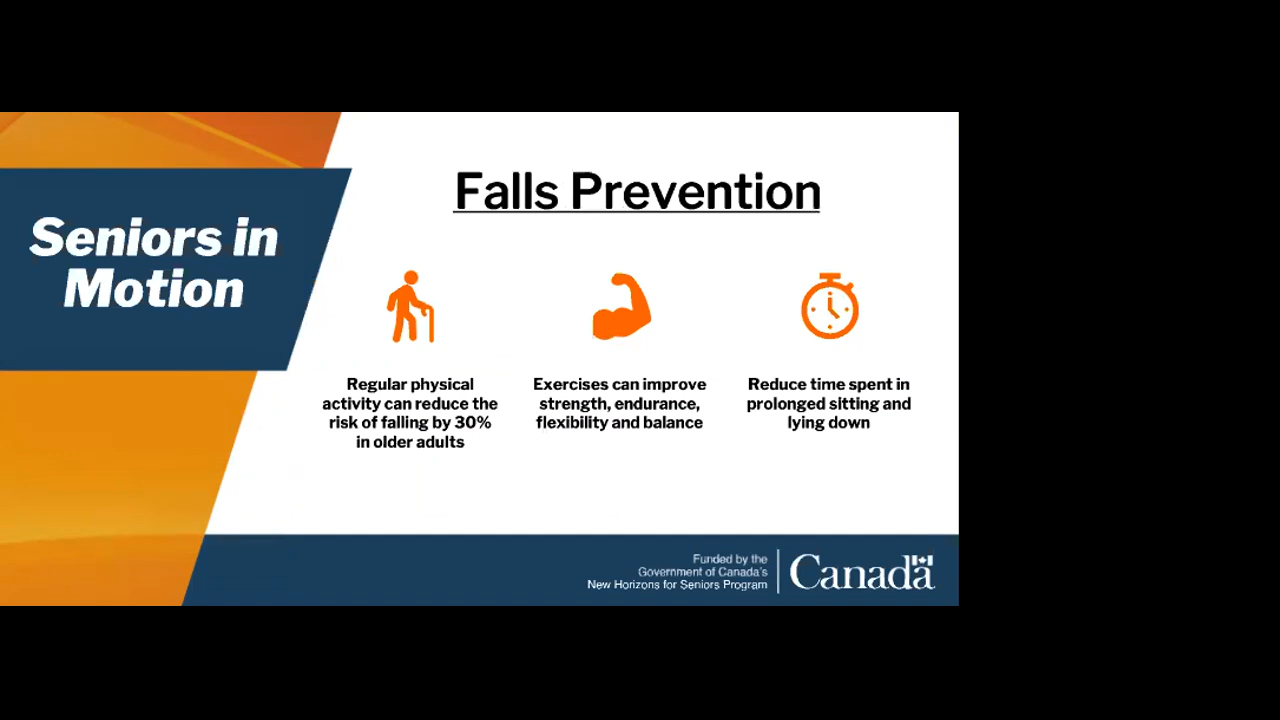 Seniors in
Motion
Falls Prevention
Regular physical
activity can reduce the
risk of falling by 30%
in older adults
Exercises can improve
strength, endurance,
flexibility and balance
Reduce time spent in
prolonged sitting and
lying down
Funded by the
Government of Canada's
New Horizons for Seniors Program
Canada